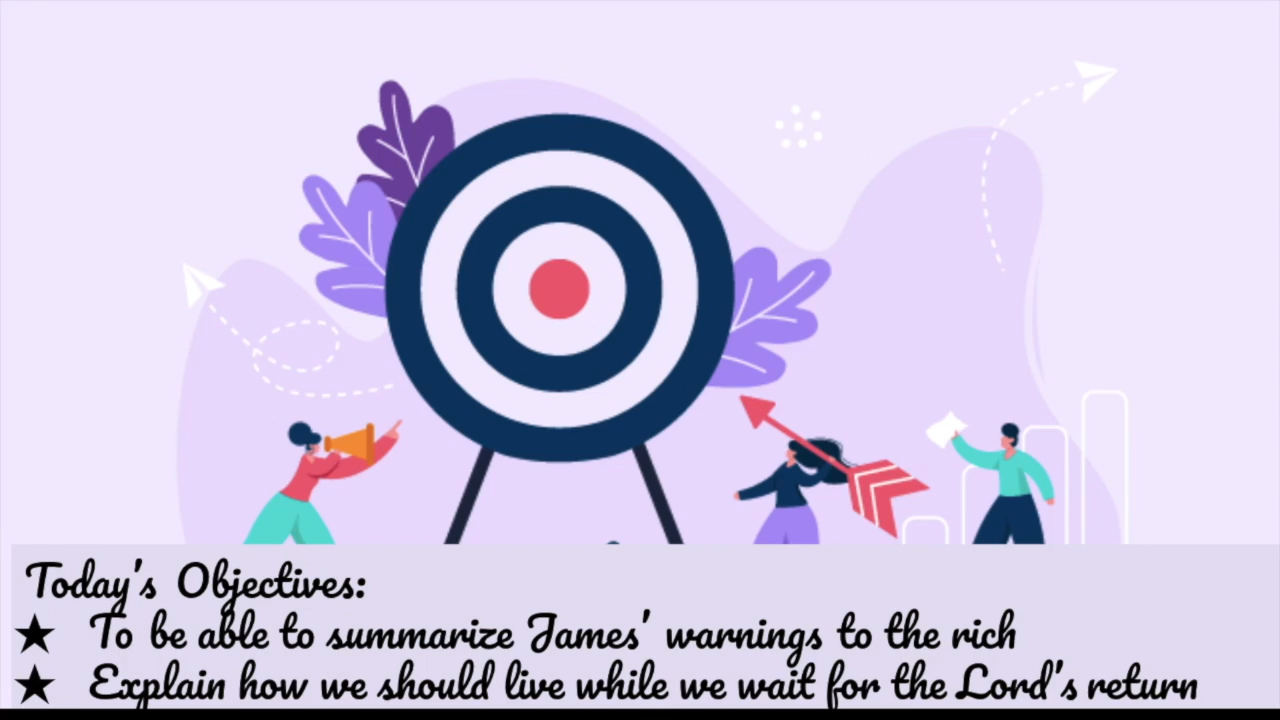 Today's Objectives:
★ To be able to summarize James' warnings to the rich
★ Explain how we should live while we wait for the Lord's return